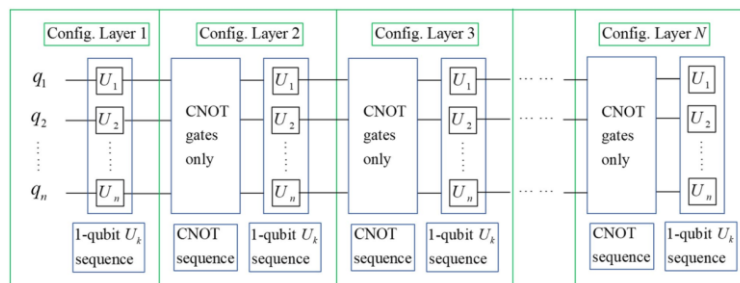 Config. Layer 1 Config. Layer 2 Config. Layer 3 Config. Layer N
q1 U1 U1 U1 U1
q2 U2 CNOT gates only U2 CNOT gates only U2 CNOT gates only U2
qn Un Un Un Un
1-qubit Uk CNOT 1-qubit Uk CNOT 1-qubit Uk CNOT 1-qubit Uk
sequence sequence sequence sequence sequence sequence sequence